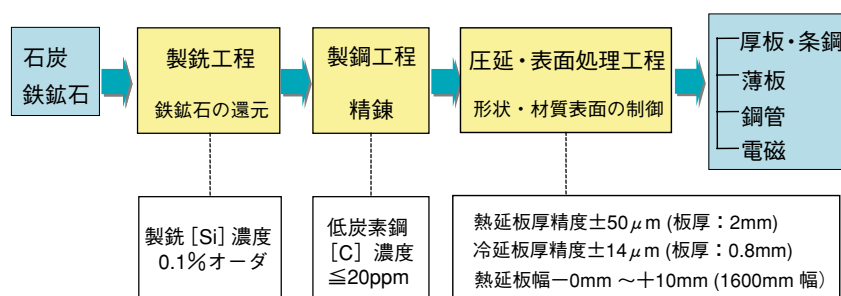 石炭
鉄鉱石
製銑工程
鉄鉱石の還元
製鋼工程
精錬
圧延・表面処理工程
形状・材質表面の制御
厚板・条鋼
薄板
鋼管
電磁
製銑[Si]濃度
0.1%オーダ
低炭素鋼
[C]濃度
≦20ppm
熱延板厚精度±50μm (板厚:2mm)
冷延板厚精度±14μm (板厚:0.8mm)
熱延板幅−0mm ~+10mm (1600mm 幅)